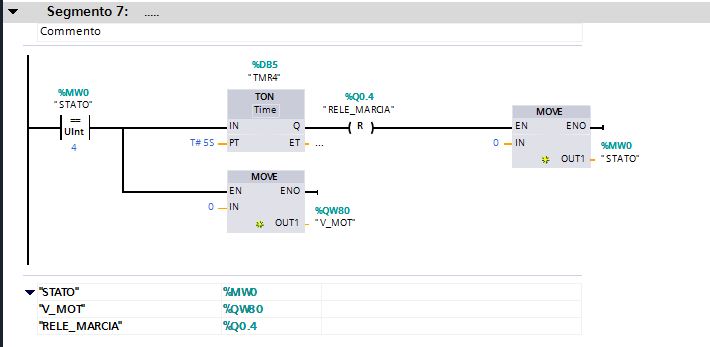 Segmento 7: .....
Commento
%DB5
"TMR4"
%MW0
"STATO"
==
UInt
4
TON
Time
IN Q
T# 5S PT ET ...
%Q0.4
"RELE_MARCIA"
R
MOVE
EN ENO
0 IN
OUT1
%MW0
"STATO"
MOVE
EN ENO
0 IN
OUT1
%QW80
"V_MOT"
"STATO" %MW0
"V_MOT" %QW80
"RELE_MARCIA" %Q0.4